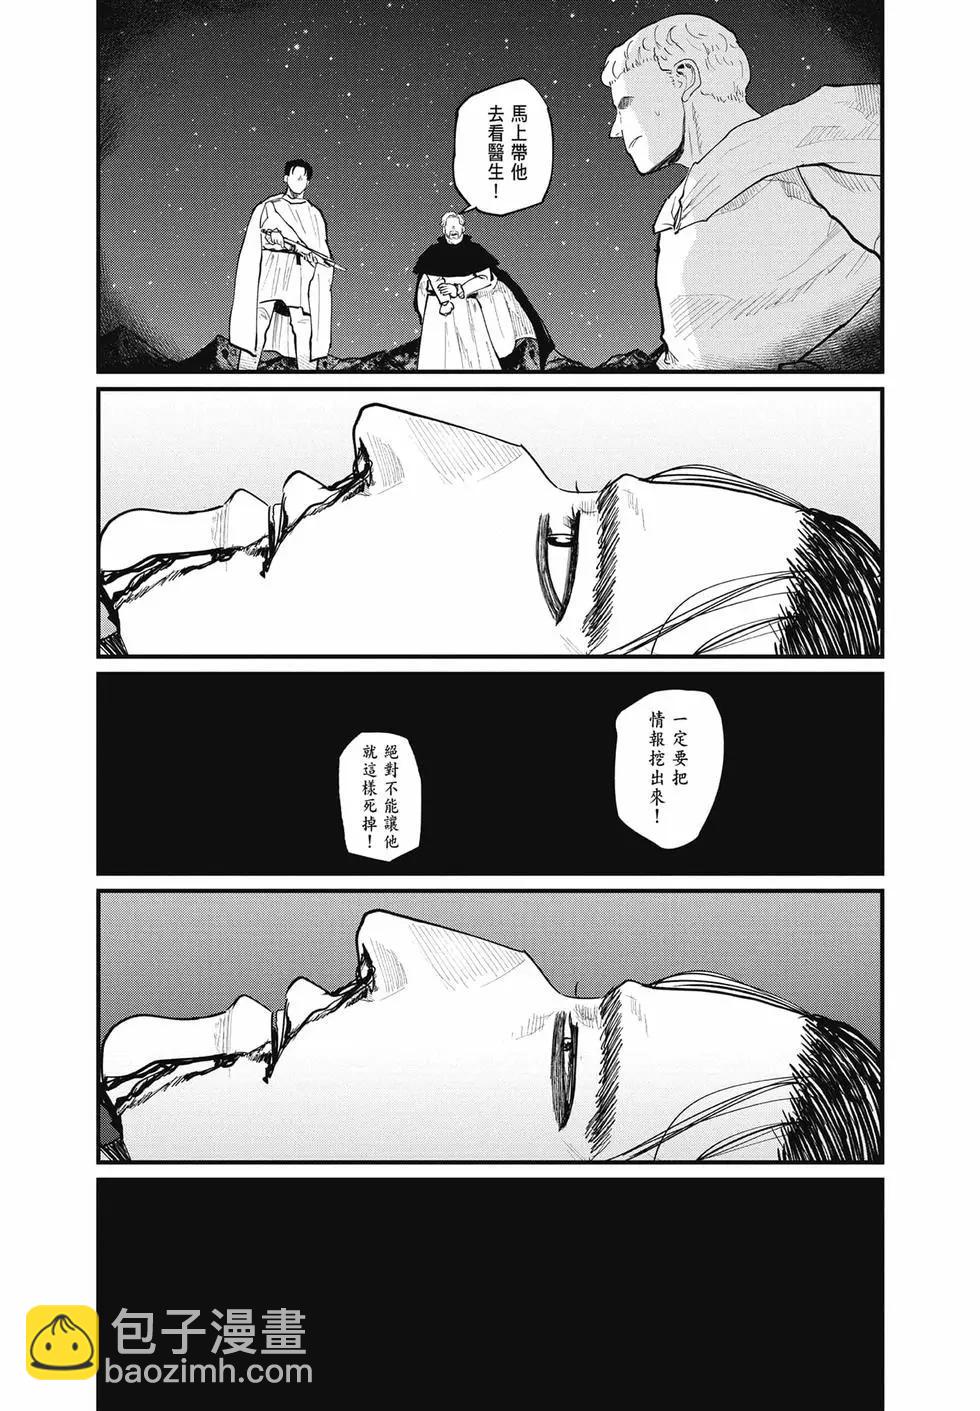 馬上帶他
去看醫生！
一定要把
情報挖出來！
絕對不能讓他
就這樣死掉！
包子漫畫
baozimh.com